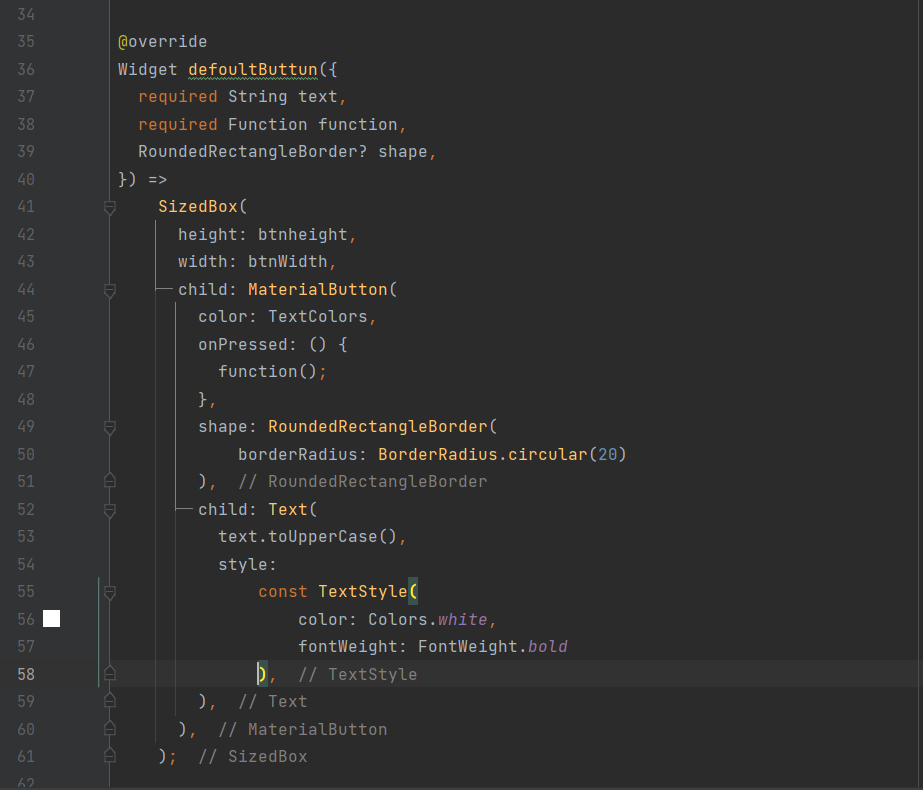 34
35 @override
36 Widget defoultButtun({
37 required String text,
38 required Function function,
39 RoundedRectangleBorder? shape,
40 }) =>
41 SizedBox(
42 height: btnheight,
43 width: btnWidth,
44 child: MaterialButton(
45 color: TextColors,
46 onPressed: () {
47 function();
48 },
49 shape: RoundedRectangleBorder(
50 borderRadius: BorderRadius.circular(20)
51 ), // RoundedRectangleBorder
52 child: Text(
53 text.toUpperCase(),
54 style:
55 const TextStyle(
56 color: Colors.white,
57 fontWeight: FontWeight.bold
58 ), // TextStyle
59 ), // Text
60 ), // MaterialButton
61 ); // SizedBox
62